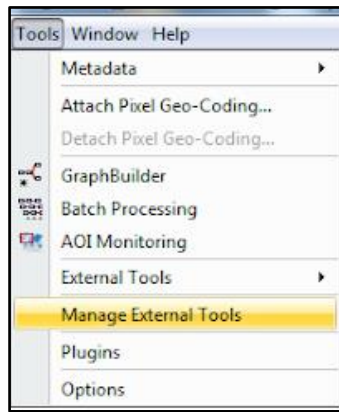 Tools Window Help
Metadata
Attach Pixel Geo-Coding...
Detach Pixel Geo-Coding...
GraphBuilder
Batch Processing
AOI Monitoring
External Tools
Manage External Tools
Plugins
Options